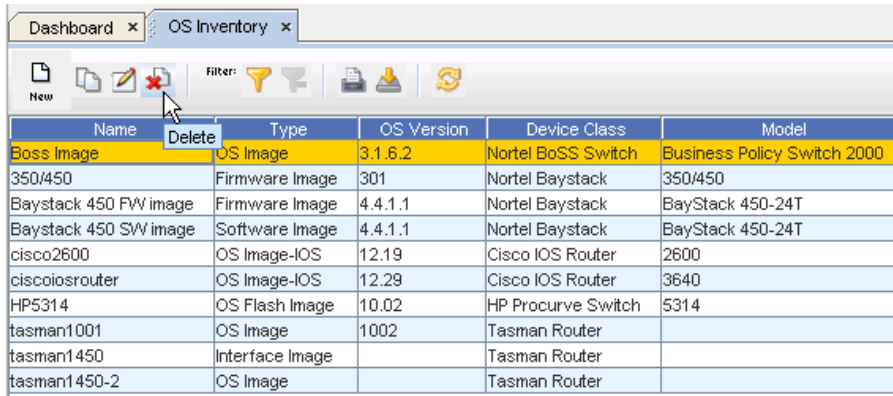 Dashboard × OS Inventory ×
New Filter:
Delete
Name Type OS Version Device Class Model
Boss Image OS Image 3.1.6.2 Nortel BoSS Switch Business Policy Switch 2000
350/450 Firmware Image 301 Nortel Baystack 350/450
Baystack 450 FW image Firmware Image 4.4.1.1 Nortel Baystack BayStack 450-24T
Baystack 450 SW image Software Image 4.4.1.1 Nortel Baystack BayStack 450-24T
cisco2600 OS Image-IOS 12.19 Cisco IOS Router 2600
ciscoiosrouter OS Image-IOS 12.29 Cisco IOS Router 3640
HP5314 OS Flash Image 10.02 HP Procurve Switch 5314
tasman1001 OS Image 1002 Tasman Router
tasman1450 Interface Image Tasman Router
tasman1450-2 OS Image Tasman Router